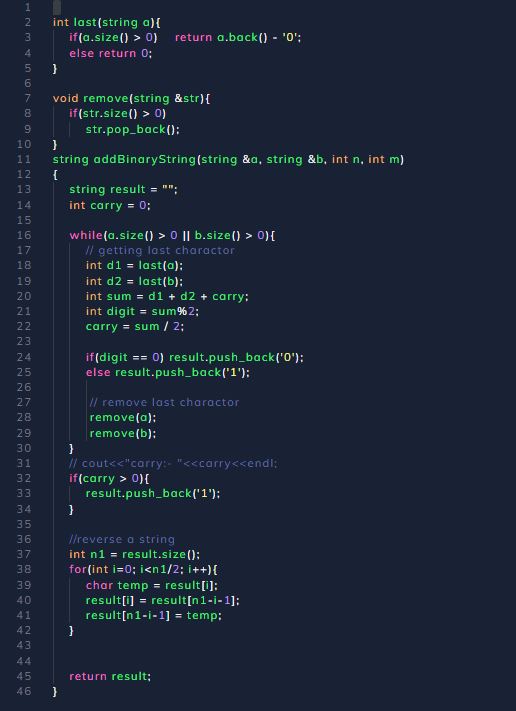 1
2 int last(string a){
3 if(a.size() > 0) return a.back() - '0';
4 else return 0;
5 }
6
7 void remove(string &str){
8 if(str.size() > 0)
9 str.pop_back();
10 }
11 string addBinaryString(string &a, string &b, int n, int m)
12 {
13 string result = "";
14 int carry = 0;
15
16 while(a.size() > 0 || b.size() > 0){
17 // getting last charactor
18 int d1 = last(a);
19 int d2 = last(b);
20 int sum = d1 + d2 + carry;
21 int digit = sum%2;
22 carry = sum / 2;
23
24 if(digit == 0) result.push_back('0');
25 else result.push_back('1');
26
27 // remove last charactor
28 remove(a);
29 remove(b);
30 }
31 // cout<<"carry:- "<<carry<<endl;
32 if(carry > 0){
33 result.push_back('1');
34 }
35
36 //reverse a string
37 int n1 = result.size();
38 for(int i=0; i<n1/2; i++){
39 char temp = result[i];
40 result[i] = result[n1-i-1];
41 result[n1-i-1] = temp;
42 }
43
44
45 return result;
46 }